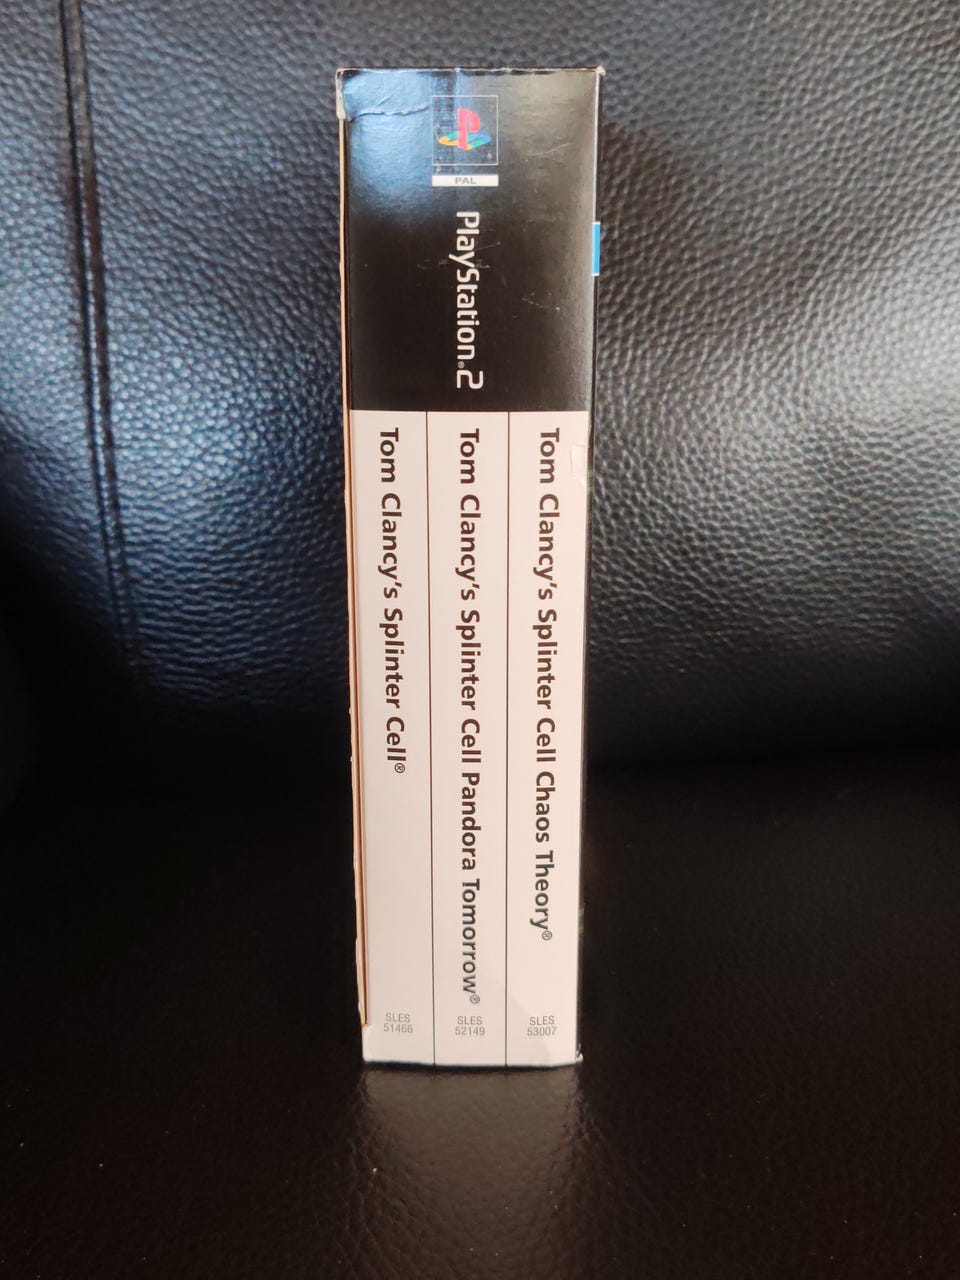 PAL
PlayStation®2
Tom Clancy's Splinter Cell®
SLES
51466
Tom Clancy's Splinter Cell Pandora Tomorrow®
SLES
52149
Tom Clancy's Splinter Cell Chaos Theory®
SLES
53007